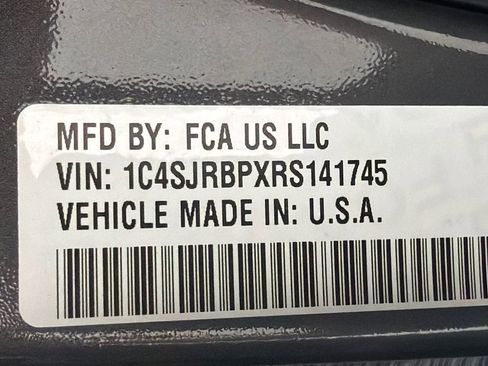 MFD BY: FCA US LLC
VIN: 1C4SJRBPXRS141745
VEHICLE MADE IN: U.S.A.